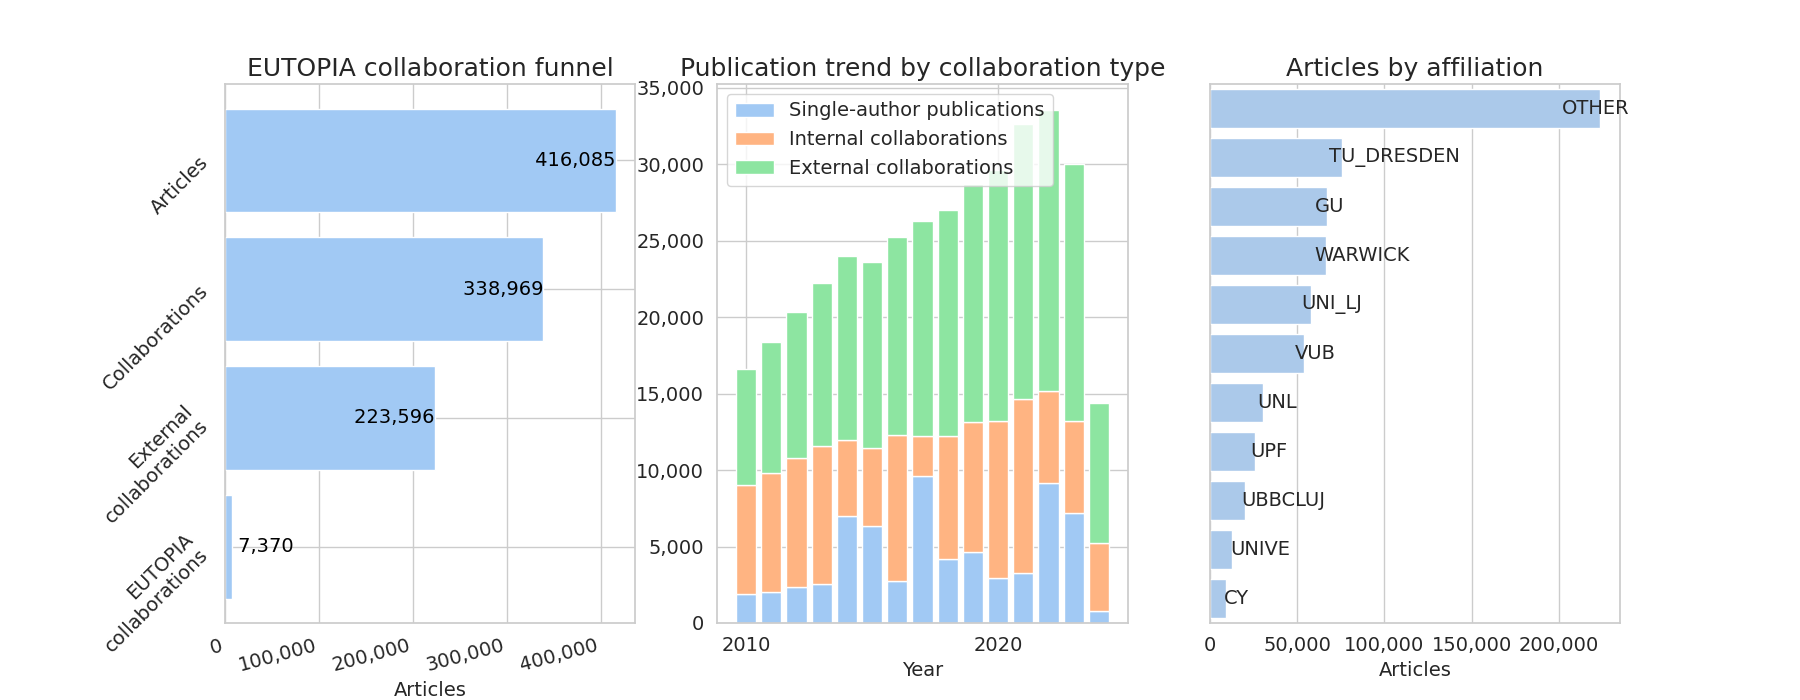 EUTOPIA collaboration funnel
Articles
Collaborations
External
collaborations
EUTOPIA
collaborations
416,085
338,969
223,596
7,370
0
100,000
200,000
300,000
400,000
Articles
Publication trend by collaboration type
Single-author publications
Internal collaborations
External collaborations
35,000
30,000
25,000
20,000
15,000
10,000
5,000
0
2010
2020
Year
Articles by affiliation
OTHER
TU_DRESDEN
GU
WARWICK
UNI_LJ
VUB
UNL
UPF
UBBCLUJ
UNIVE
CY
0
50,000
100,000
150,000
200,000
Articles